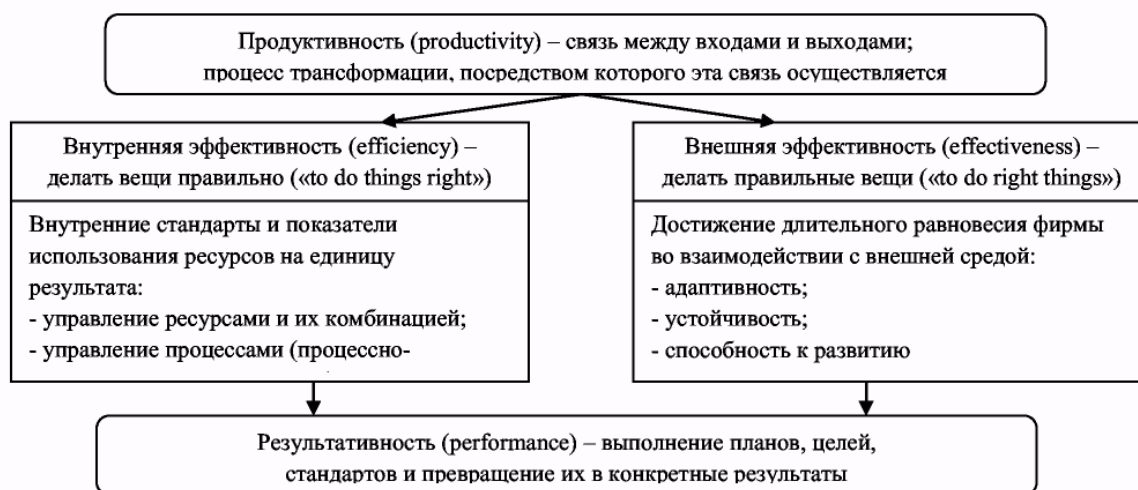 Продуктивность (productivity) – связь между входами и выходами;
процесс трансформации, посредством которого эта связь осуществляется
Внутренняя эффективность (efficiency) –
делать вещи правильно («to do things right»)
Внутренние стандарты и показатели
использования ресурсов на единицу
результата:
- управление ресурсами и их комбинацией;
- управление процессами (процессно-
Внешняя эффективность (effectiveness) –
делать правильные вещи («to do right things»)
Достижение длительного равновесия фирмы
во взаимодействии с внешней средой:
- адаптивность;
- устойчивость;
- способность к развитию
Результативность (performance) – выполнение планов, целей,
стандартов и превращение их в конкретные результаты